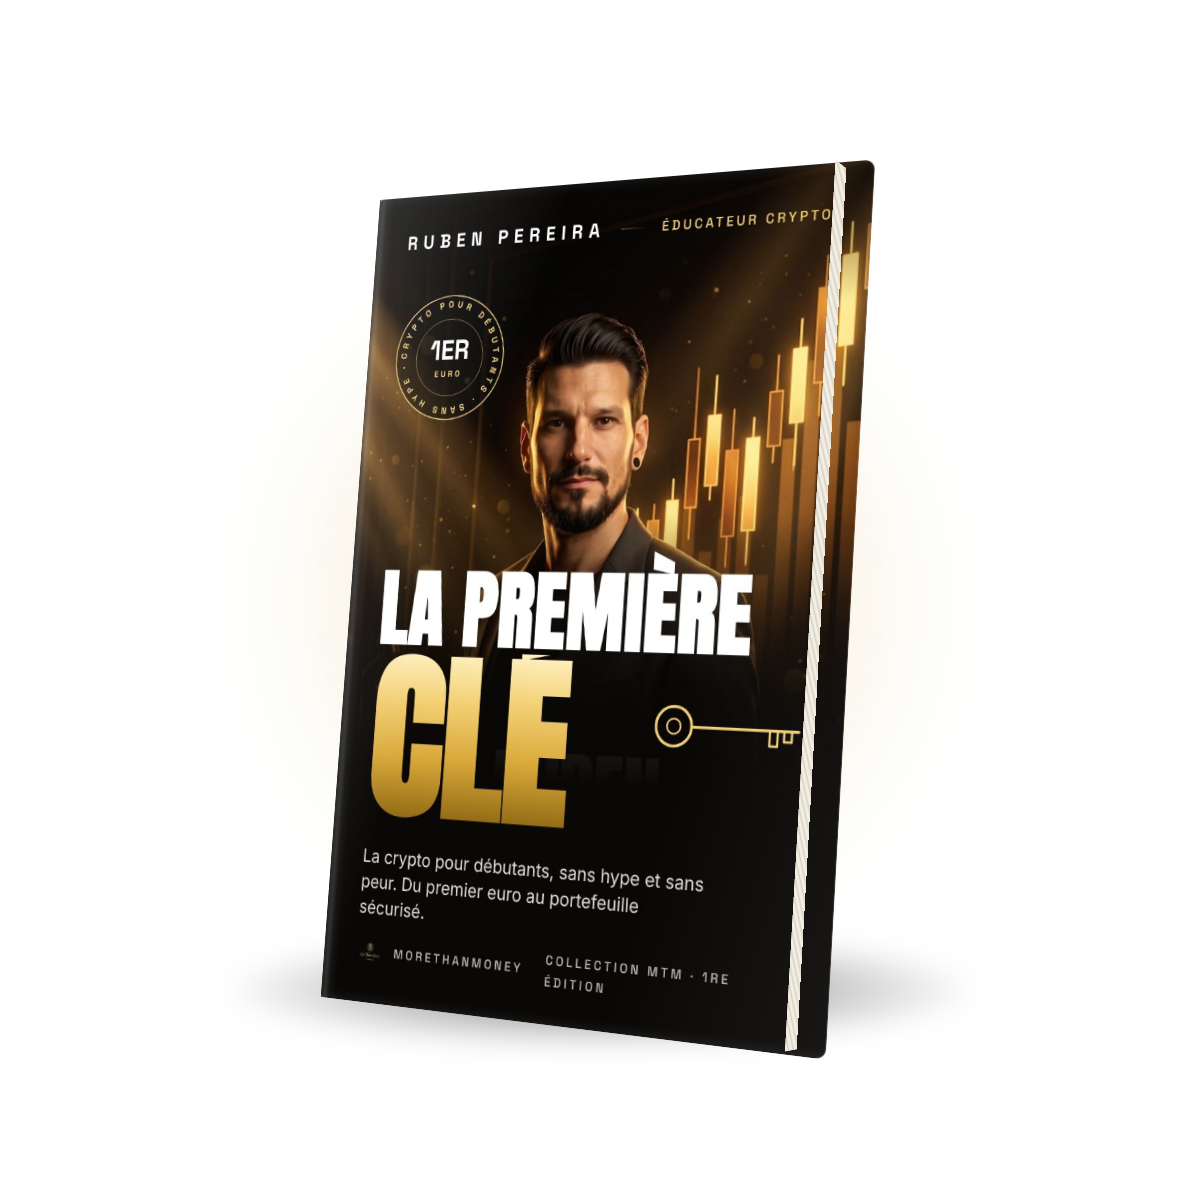 RUBEN PEREIRA — ÉDUCATEUR CRYPTO
CRYPTO POUR DÉBUTANTS · SANS HYPE ·
1ER
EURO
LA PREMIÈRE
CLÉ
La crypto pour débutants, sans hype et sans
peur. Du premier euro au portefeuille
sécurisé.
MORETHANMONEY
COLLECTION MTM · 1RE
ÉDITION